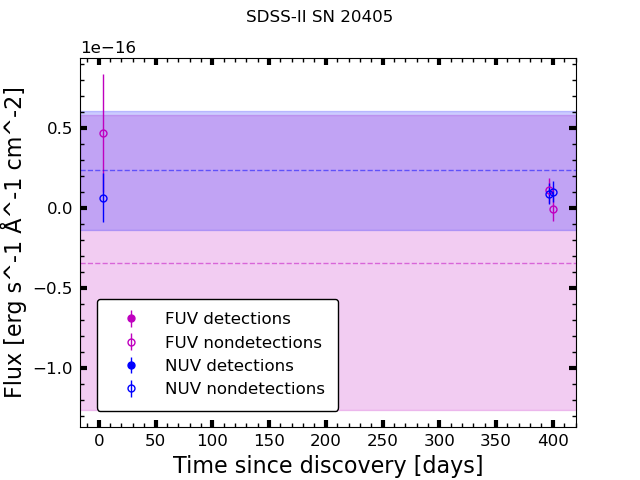 SDSS-II SN 20405
1e−16
0.5
0.0
−0.5
−1.0
Flux [erg s^-1 Å^-1 cm^-2]
FUV detections
FUV nondetections
NUV detections
NUV nondetections
0 50 100 150 200 250 300 350 400
Time since discovery [days]